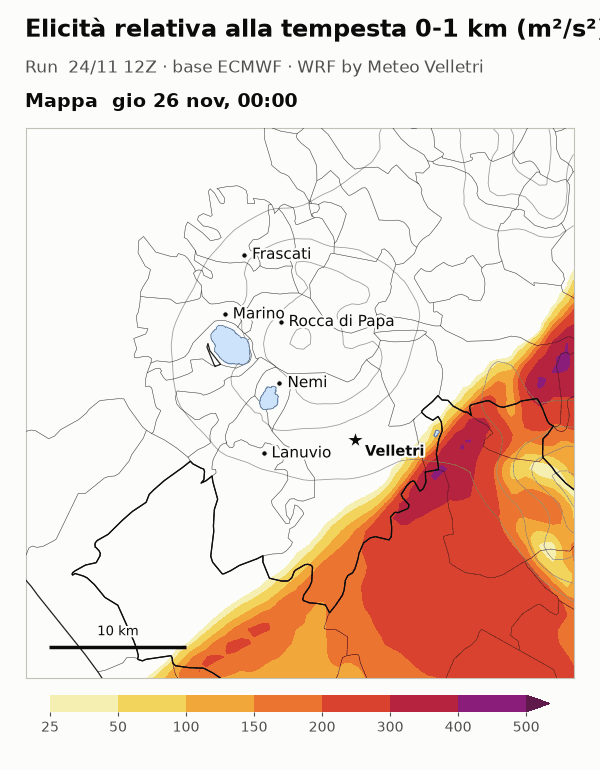 Elicità relativa alla tempesta 0-1 km (m²/s²)
Run 24/11 12Z · base ECMWF · WRF by Meteo Velletri
Mappa gio 26 nov, 00:00
Frascati
Marino
Rocca di Papa
Nemi
Velletri
Lanuvio
10 km
25 50 100 150 200 300 400 500